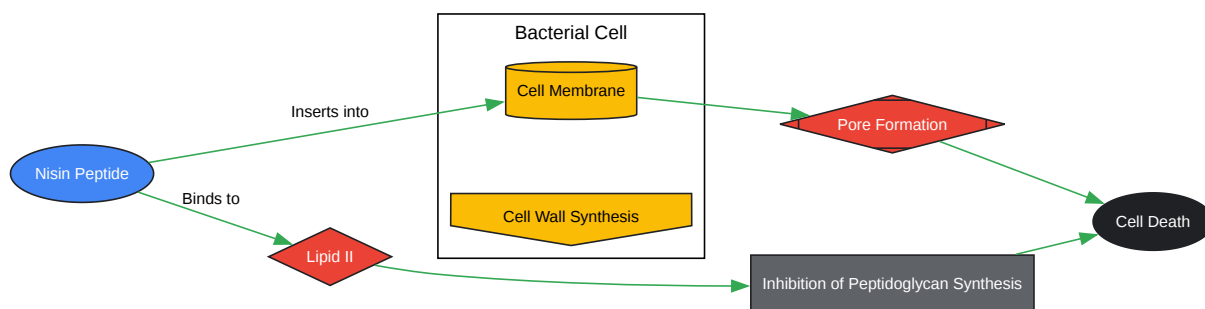 Bacterial Cell
Cell Membrane
Inserts into
Pore Formation
Nisin Peptide
Binds to
Cell Wall Synthesis
Cell Death
Lipid II
Inhibition of Peptidoglycan Synthesis